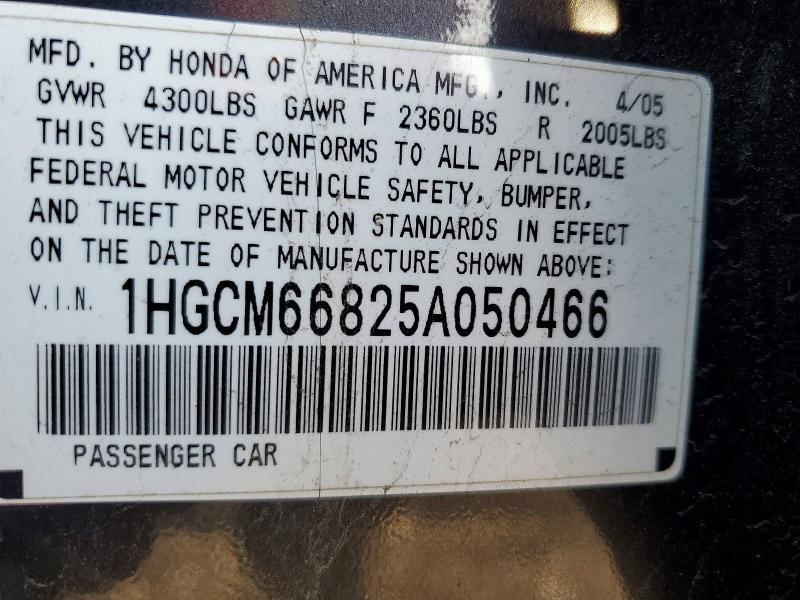 MFD. BY HONDA OF AMERICA MFG., INC. 4/05
GVWR 4300LBS GAWR F 2360LBS R 2005LBS
THIS VEHICLE CONFORMS TO ALL APPLICABLE
FEDERAL MOTOR VEHICLE SAFETY, BUMPER,
AND THEFT PREVENTION STANDARDS IN EFFECT
ON THE DATE OF MANUFACTURE SHOWN ABOVE:
V.I.N. 1HGCM66825A050466
PASSENGER CAR